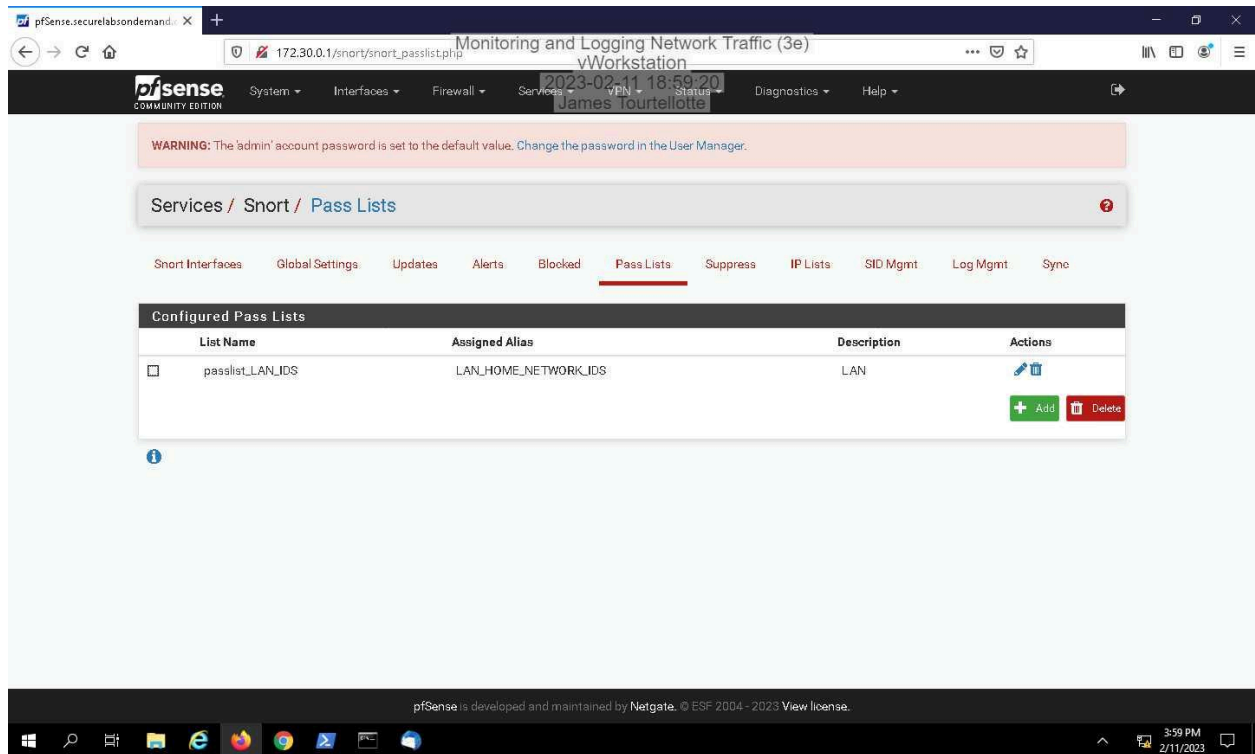 pfSense.securelabsondemand.c
172.30.0.1/snort/snort_passlist.php
Monitoring and Logging Network Traffic (3e)
vWorkstation
2023-02-11 18:59:20
James Tourtellotte
pfsense COMMUNITY EDITION
System Interfaces Firewall Services VPN Status Diagnostics Help
WARNING: The 'admin' account password is set to the default value. Change the password in the User Manager.
Services / Snort / Pass Lists
Snort Interfaces Global Settings Updates Alerts Blocked Pass Lists Suppress IP Lists SID Mgmt Log Mgmt Sync
Configured Pass Lists
List Name Assigned Alias Description Actions
passlist_LAN_IDS LAN_HOME_NETWORK_IDS LAN
Add Delete
pfSense is developed and maintained by Netgate. © ESF 2004 - 2023 View license.
3:59 PM
2/11/2023